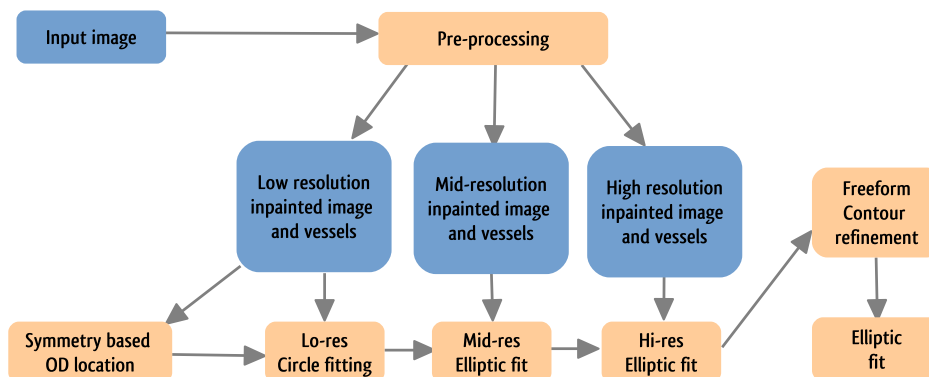 Input image
Pre-processing
Low resolution
inpainted image
and vessels
Mid-resolution
inpainted image
and vessels
High resolution
inpainted image
and vessels
Freeform
Contour
refinement
Symmetry based
OD location
Lo-res
Circle fitting
Mid-res
Elliptic fit
Hi-res
Elliptic fit
Elliptic
fit